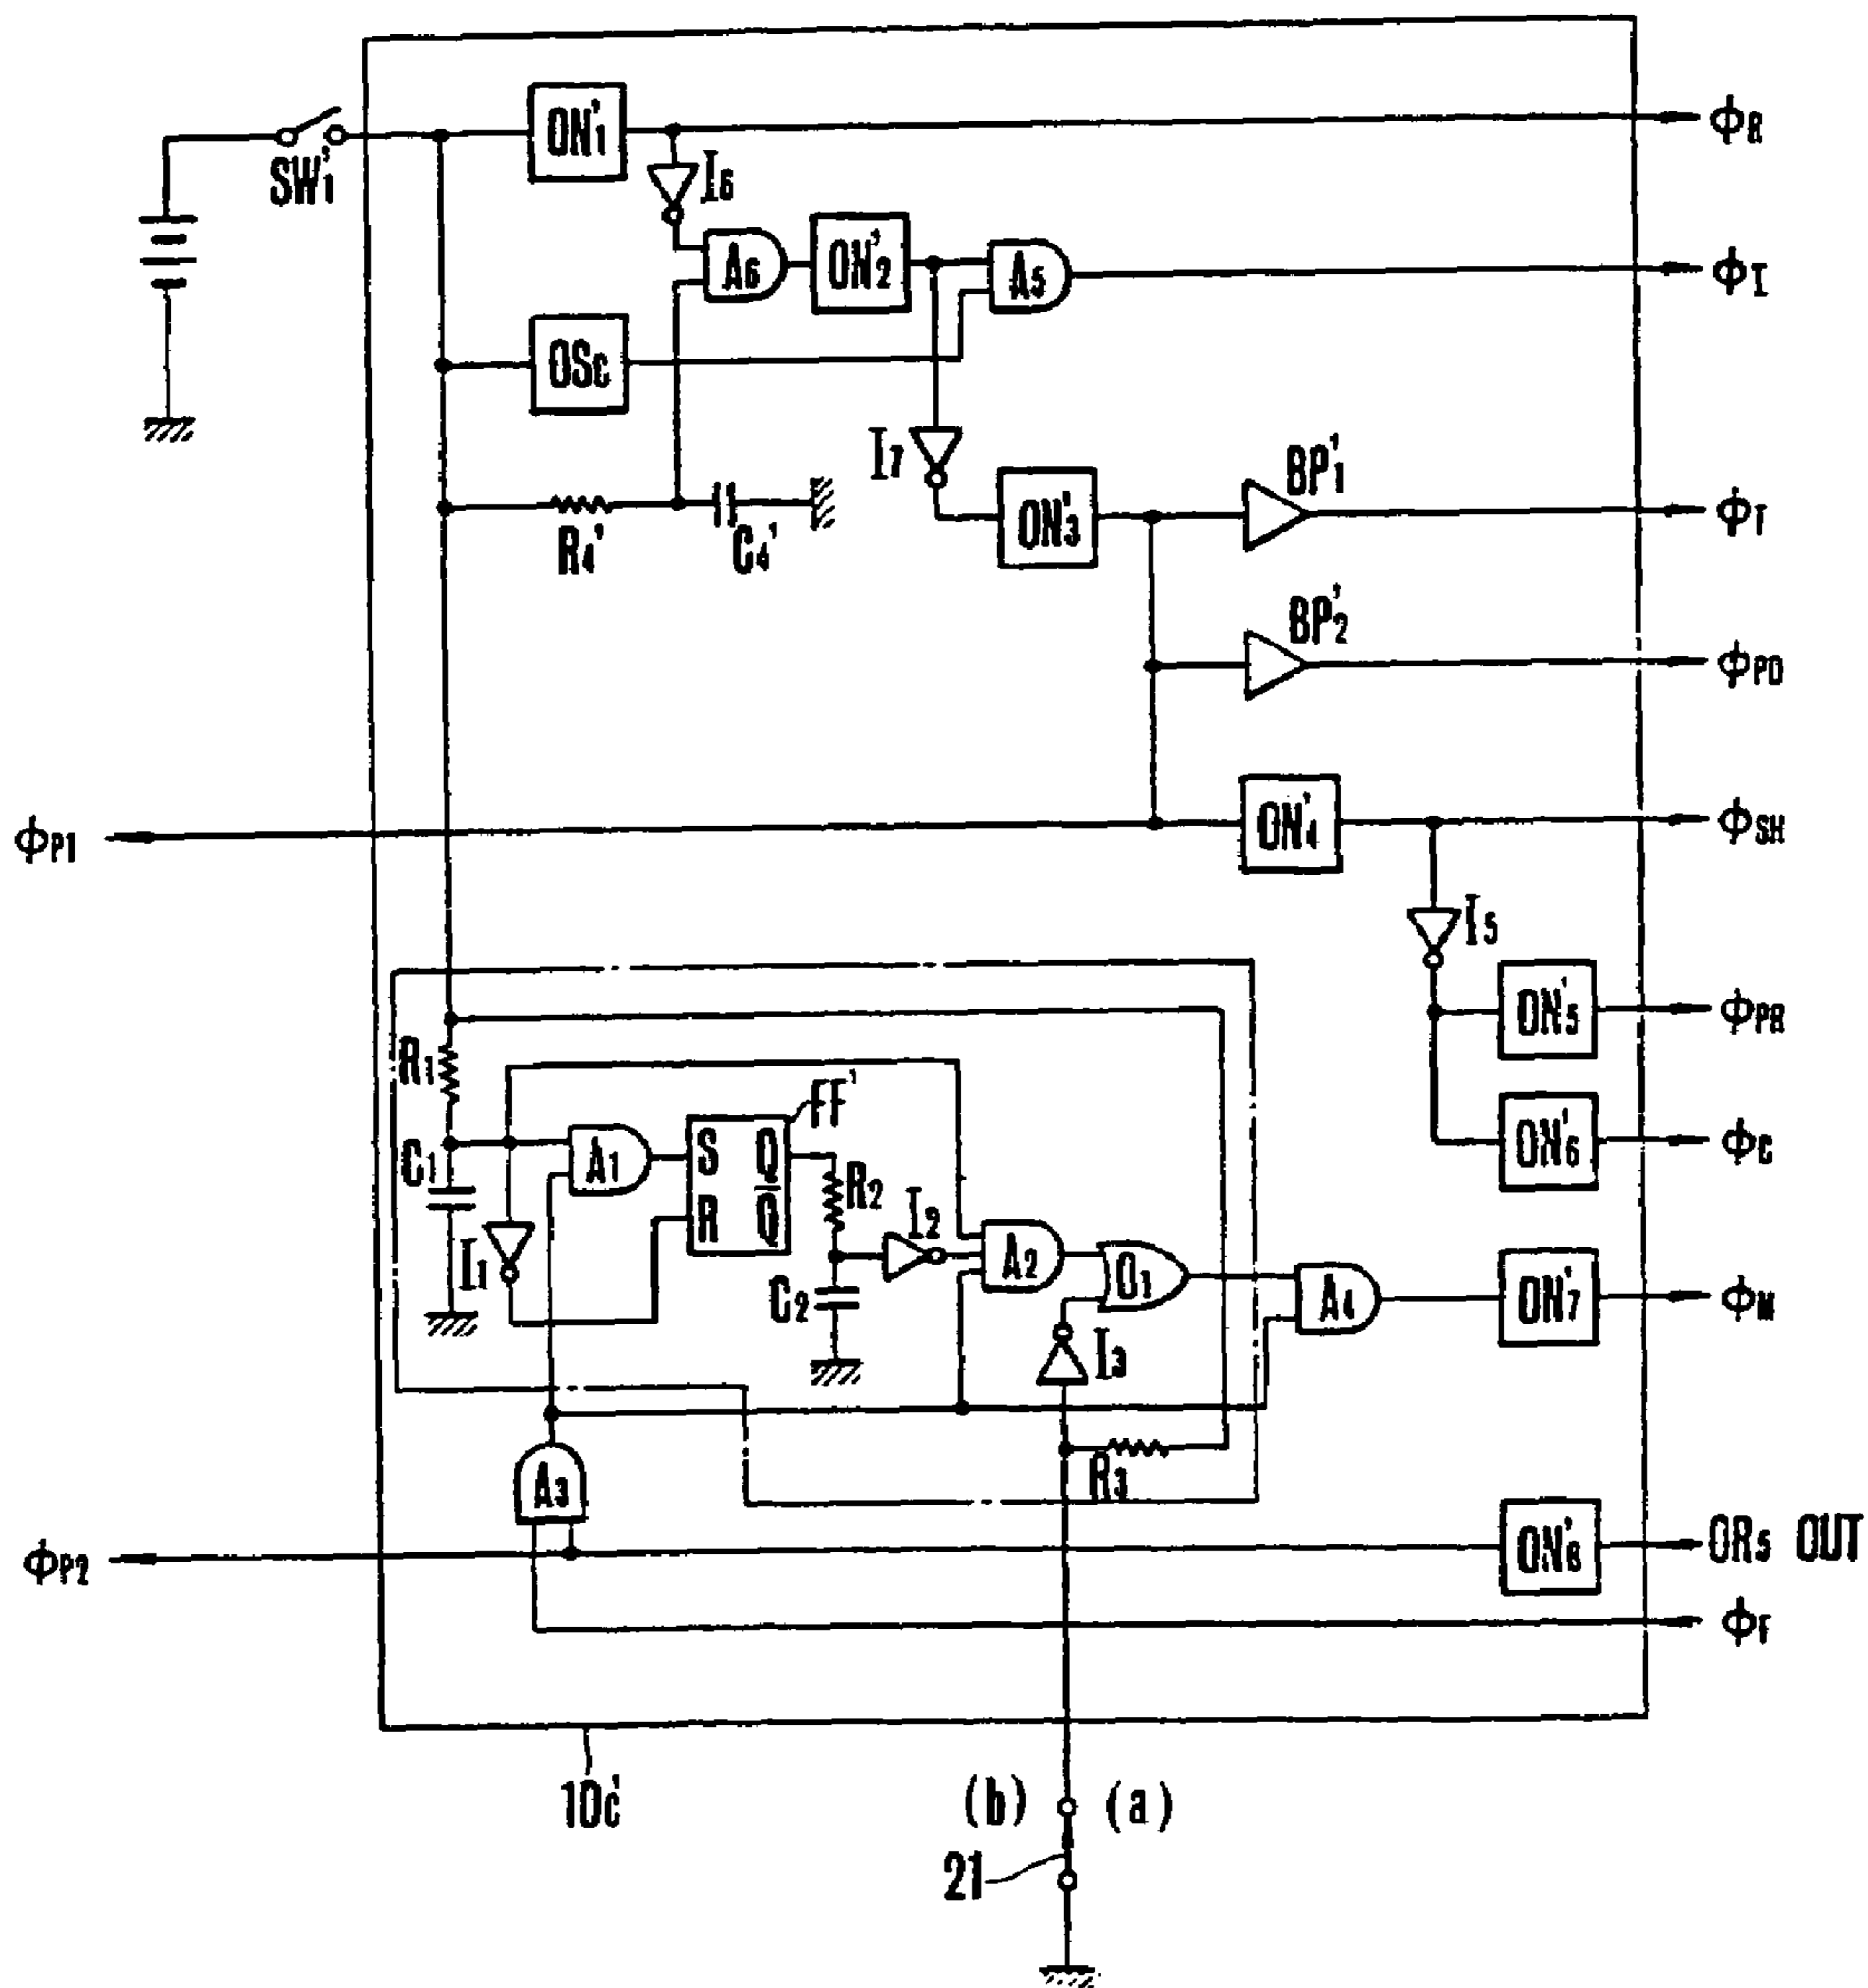 ON'1
ΦR
SW'1
I6
A6
ON'2
A5
ΦI
OSC
I7
BP'1
ON'3
ΦT
R4'
C4'
BP'2
ΦPD
ΦP1
ON'4
ΦSH
I5
ON'5
ΦPR
R1
FF'
C1
A1
S Q
R Q̅
R2
I2
ON'6
ΦC
I1
C2
A2
O1
A4
ON'7
ΦM
I3
R3
A3
ΦP2
ON'8
OR5 OUT
ΦF
10c'
(b) (a)
21